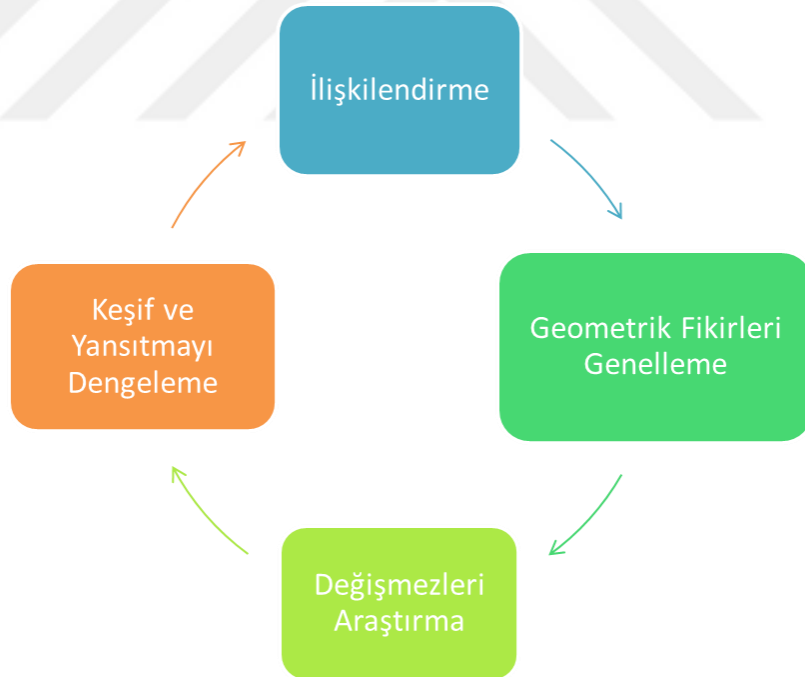 İlişkilendirme
Geometrik Fikirleri
Genelleme
Değişmezleri
Araştırma
Keşif ve
Yansıtmayı
Dengeleme